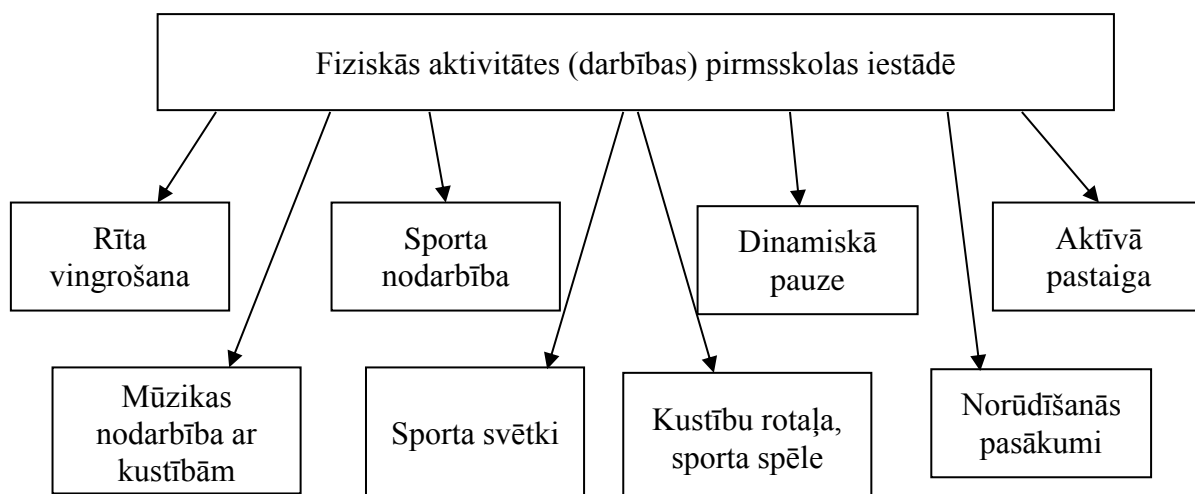 Fiziskās aktivitātes (darbības) pirmsskolas iestādē
Rīta
vingrošana
Sporta
nodarbība
Dinamiskā
pauze
Aktīvā
pastaiga
Mūzikas
nodarbība ar
kustībām
Sporta svētki
Kustību rotaļa,
sporta spēle
Norūdīšanās
pasākumi